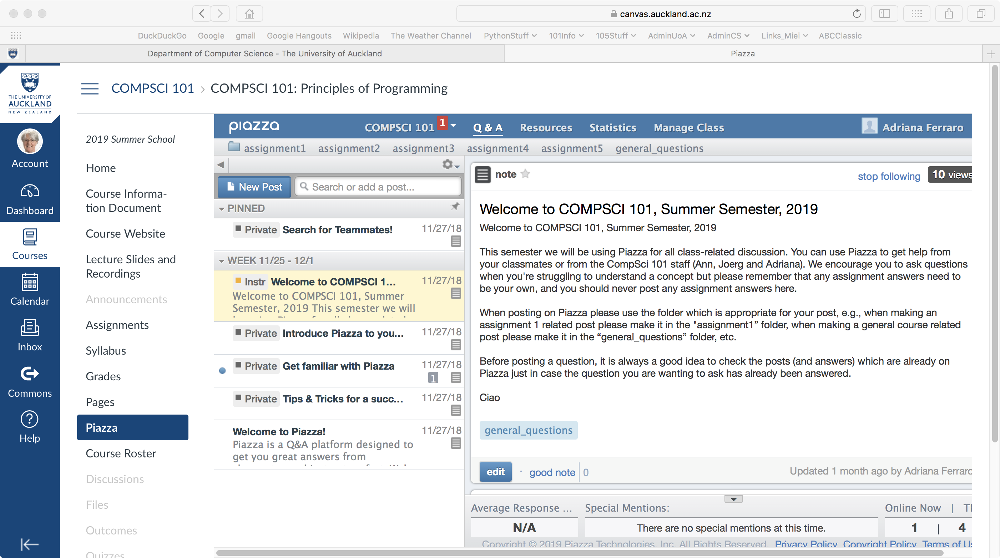 canvas.auckland.ac.nz
DuckDuckGo Google gmail Google Hangouts Wikipedia The Weather Channel PythonStuff 101Info 105Stuff AdminUoA AdminCS Links_Miei ABCClassic
Department of Computer Science - The University of Auckland
Piazza
THE UNIVERSITY OF
AUCKLAND
NEW ZEALAND
Account
Dashboard
Courses
Calendar
Inbox
Commons
Help
COMPSCI 101 > COMPSCI 101: Principles of Programming
2019 Summer School
Home
Course Informa-
tion Document
Course Website
Lecture Slides and
Recordings
Announcements
Assignments
Syllabus
Grades
Pages
Piazza
Course Roster
Discussions
Files
Outcomes
Quizzes
piazza
COMPSCI 101 1 Q & A Resources Statistics Manage Class Adriana Ferraro
assignment1 assignment2 assignment3 assignment4 assignment5 general_questions
New Post Search or add a post...
PINNED
Private Search for Teammates! 11/27/18
WEEK 11/25 - 12/1
Instr Welcome to COMPSCI 1... 11/27/18
Welcome to COMPSCI 101, Summer
Semester, 2019 This semester we will
Private Introduce Piazza to you... 11/27/18
Private Get familiar with Piazza 11/27/18
1
Private Tips & Tricks for a succ... 11/27/18
Welcome to Piazza! 11/27/18
Piazza is a Q&A platform designed to
get you great answers from
note stop following 10 views
Welcome to COMPSCI 101, Summer Semester, 2019
Welcome to COMPSCI 101, Summer Semester, 2019
This semester we will be using Piazza for all class-related discussion. You can use Piazza to get help from
your classmates or from the CompSci 101 staff (Ann, Joerg and Adriana). We encourage you to ask questions
when you're struggling to understand a concept but please remember that any assignment answers need to
be your own, and you should never post any assignment answers here.
When posting on Piazza please use the folder which is appropriate for your post, e.g., when making an
assignment 1 related post please make it in the "assignment1” folder, when making a general course related
post please make it in the “general_questions” folder, etc.
Before posting a question, it is always a good idea to check the posts (and answers) which are already on
Piazza just in case the question you are wanting to ask has already been answered.
Ciao
general_questions
edit · good note 0 Updated 1 month ago by Adriana Ferraro
Average Response ... Special Mentions: Online Now |
N/A There are no special mentions at this time. 1 | 4
Copyright © 2019 Piazza Technologies, Inc. All Rights Reserved. Privacy Policy Copyright Policy Terms of